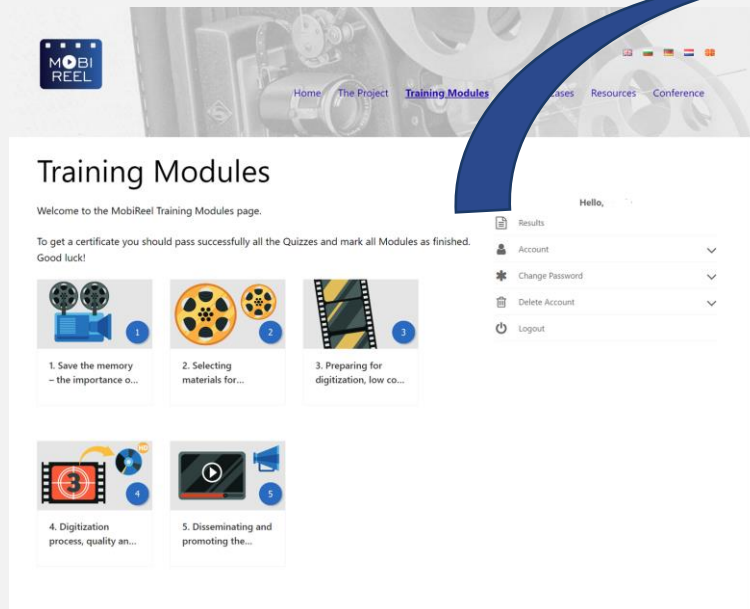 MOBI
REEL
Home The Project Training Modules Resources Conference
Training Modules
Welcome to the MobiReel Training Modules page.
To get a certificate you should pass successfully all the Quizzes and mark all Modules as finished.
Good luck!
1
2
3
1. Save the memory
– the importance o...
2. Selecting
materials for...
3. Preparing for
digitization, low co...
3
HD
4
5
4. Digitization
process, quality an...
5. Disseminating and
promoting the...
Hello,
Results
Account
Change Password
Delete Account
Logout